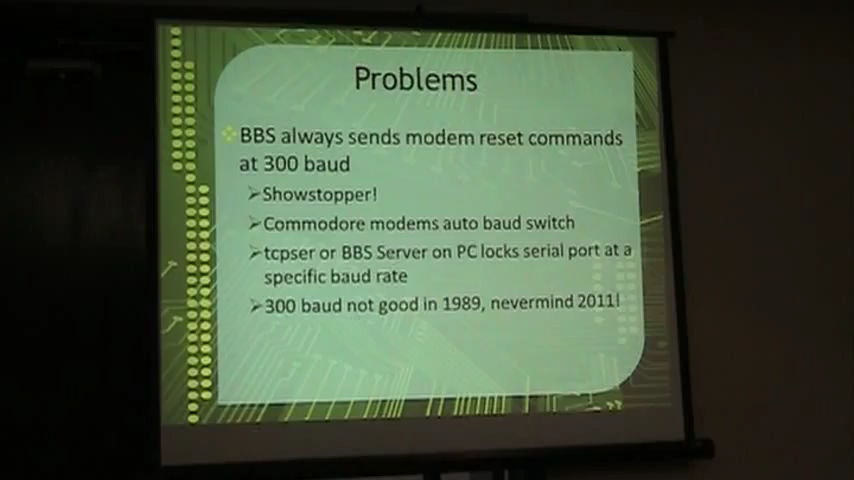 Problems
BBS always sends modem reset commands
at 300 baud
Showstopper!
Commodore modems auto baud switch
tcpser or BBS Server on PC locks serial port at a
specific baud rate
300 baud not good in 1989, nevermind 2011!